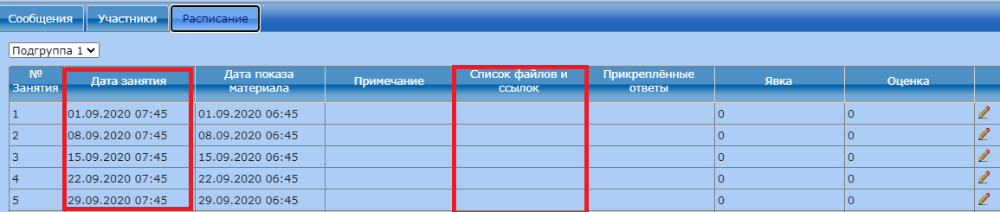 Сообщения Участники Расписание
Подгруппа 1
№ Занятия Дата занятия Дата показа материала Примечание Список файлов и ссылок Прикреплённые ответы Явка Оценка
1 01.09.2020 07:45 01.09.2020 06:45 0 0
2 08.09.2020 07:45 08.09.2020 06:45 0 0
3 15.09.2020 07:45 15.09.2020 06:45 0 0
4 22.09.2020 07:45 22.09.2020 06:45 0 0
5 29.09.2020 07:45 29.09.2020 06:45 0 0